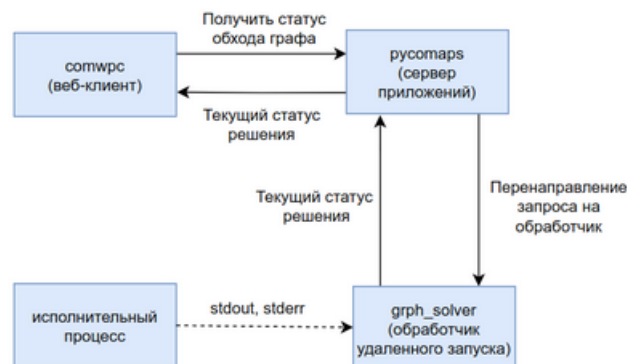 Получить статус
обхода графа
comwpc
(веб-клиент)
pycomaps
(сервер
приложений)
Текущий статус
решения
Текущий статус
решения
Перенаправление
запроса на
обработчик
исполнительный
процесс
stdout, stderr
grph_solver
(обработчик
удаленного запуска)